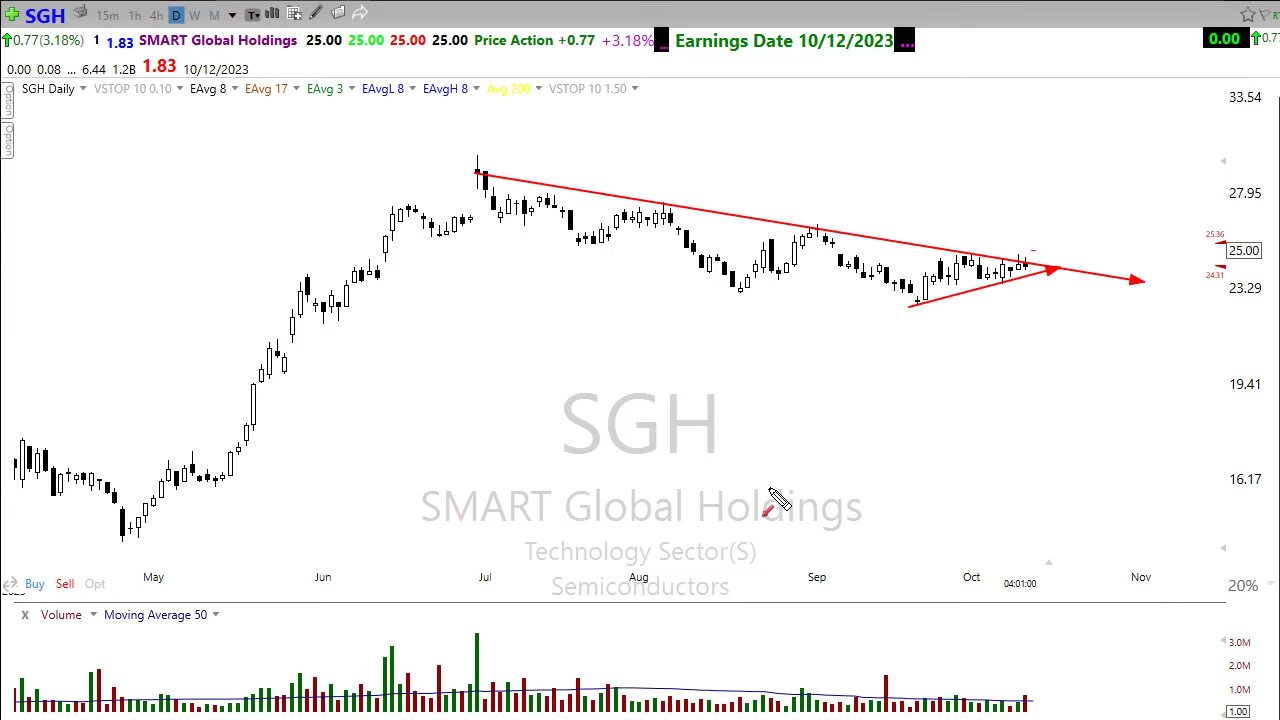 SGH 15m 1h 4h D W M T
0.77(3.18%) 1 1.83 SMART Global Holdings 25.00 25.00 25.00 25.00 Price Action +0.77 +3.18% ... Earnings Date 10/12/2023 ... 0.00
0.00 0.08 ... 6.44 1.2B 1.83 10/12/2023
SGH Daily VSTOP 10 0.10 EAvg 8 EAvg 17 EAvg 3 EAvgL 8 EAvgH 8 Avg 200 VSTOP 10 1.50
Option
Option
33.54
27.95
25.36
25.00
24.31
23.29
19.41
16.17
SGH
SMART Global Holdings
Technology Sector(S)
Semiconductors
May Jun Jul Aug Sep Oct Nov
04:01:00
Buy Sell Opt 20%
X Volume Moving Average 50
3.0M
2.0M
1.0M
1.00